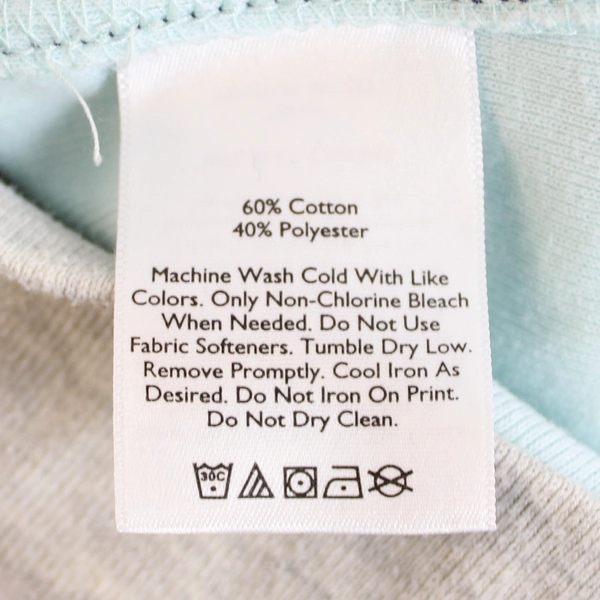 60% Cotton
40% Polyester
Machine Wash Cold With Like
Colors. Only Non-Chlorine Bleach
When Needed. Do Not Use
Fabric Softeners. Tumble Dry Low.
Remove Promptly. Cool Iron As
Desired. Do Not Iron On Print.
Do Not Dry Clean.
30C